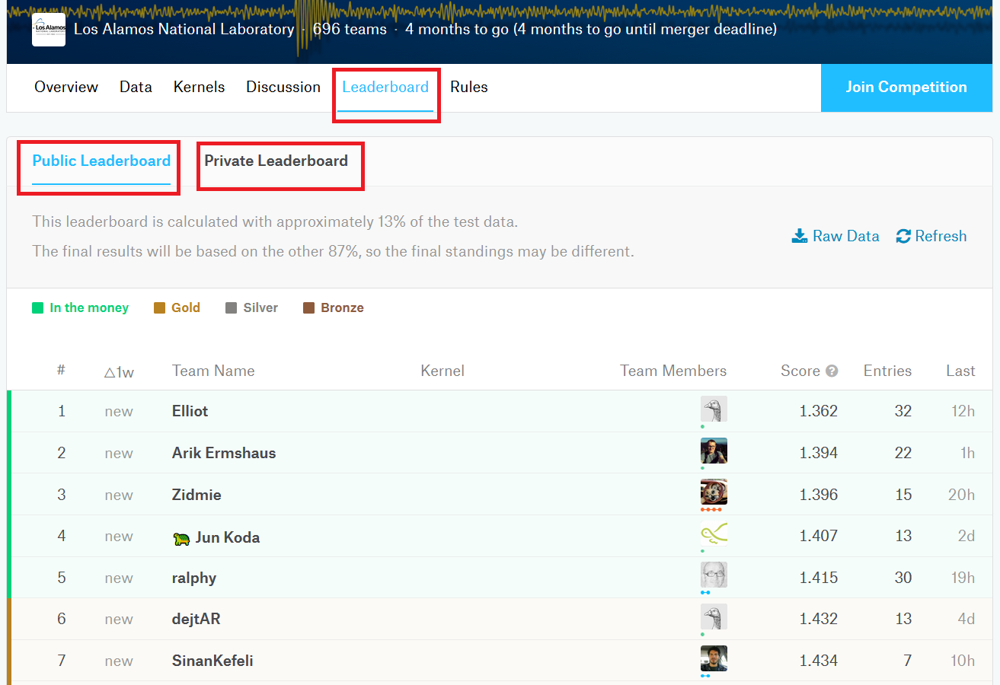 Los Alamos
NATIONAL LABORATORY
Los Alamos National Laboratory · 696 teams · 4 months to go (4 months to go until merger deadline)
Overview Data Kernels Discussion Leaderboard Rules Join Competition
Public Leaderboard Private Leaderboard
This leaderboard is calculated with approximately 13% of the test data.
The final results will be based on the other 87%, so the final standings may be different.
Raw Data Refresh
In the money Gold Silver Bronze
# △1w Team Name Kernel Team Members Score ? Entries Last
1 new Elliot 1.362 32 12h
2 new Arik Ermshaus 1.394 22 1h
3 new Zidmie 1.396 15 20h
4 new Jun Koda 1.407 13 2d
5 new ralphy 1.415 30 19h
6 new dejtAR 1.432 13 4d
7 new SinanKefeli 1.434 7 10h